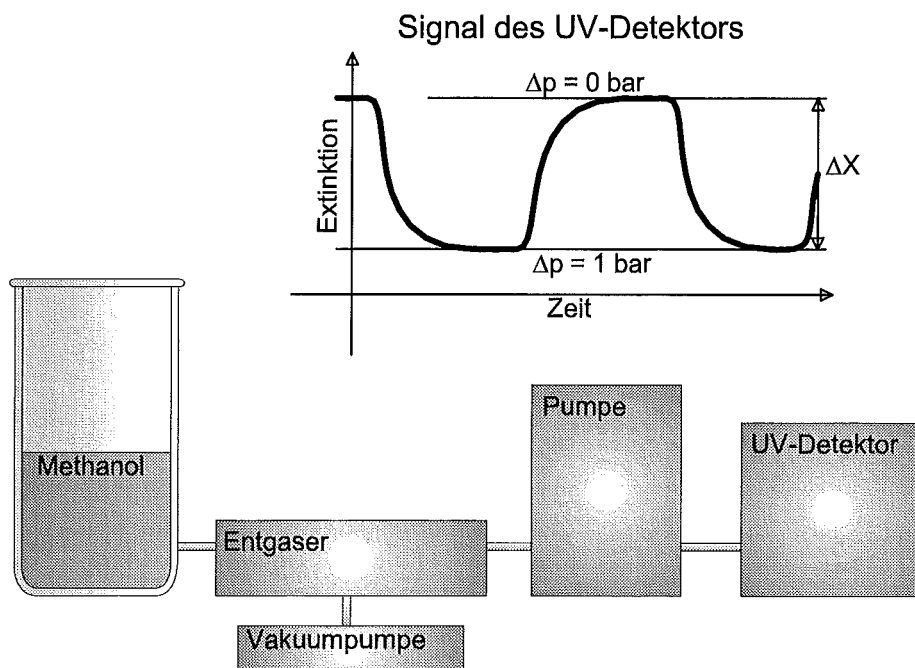 Signal des UV-Detektors
Δp = 0 bar
Extinktion
ΔX
Δp = 1 bar
Zeit
Methanol
Entgaser
Vakuumpumpe
Pumpe
UV-Detektor